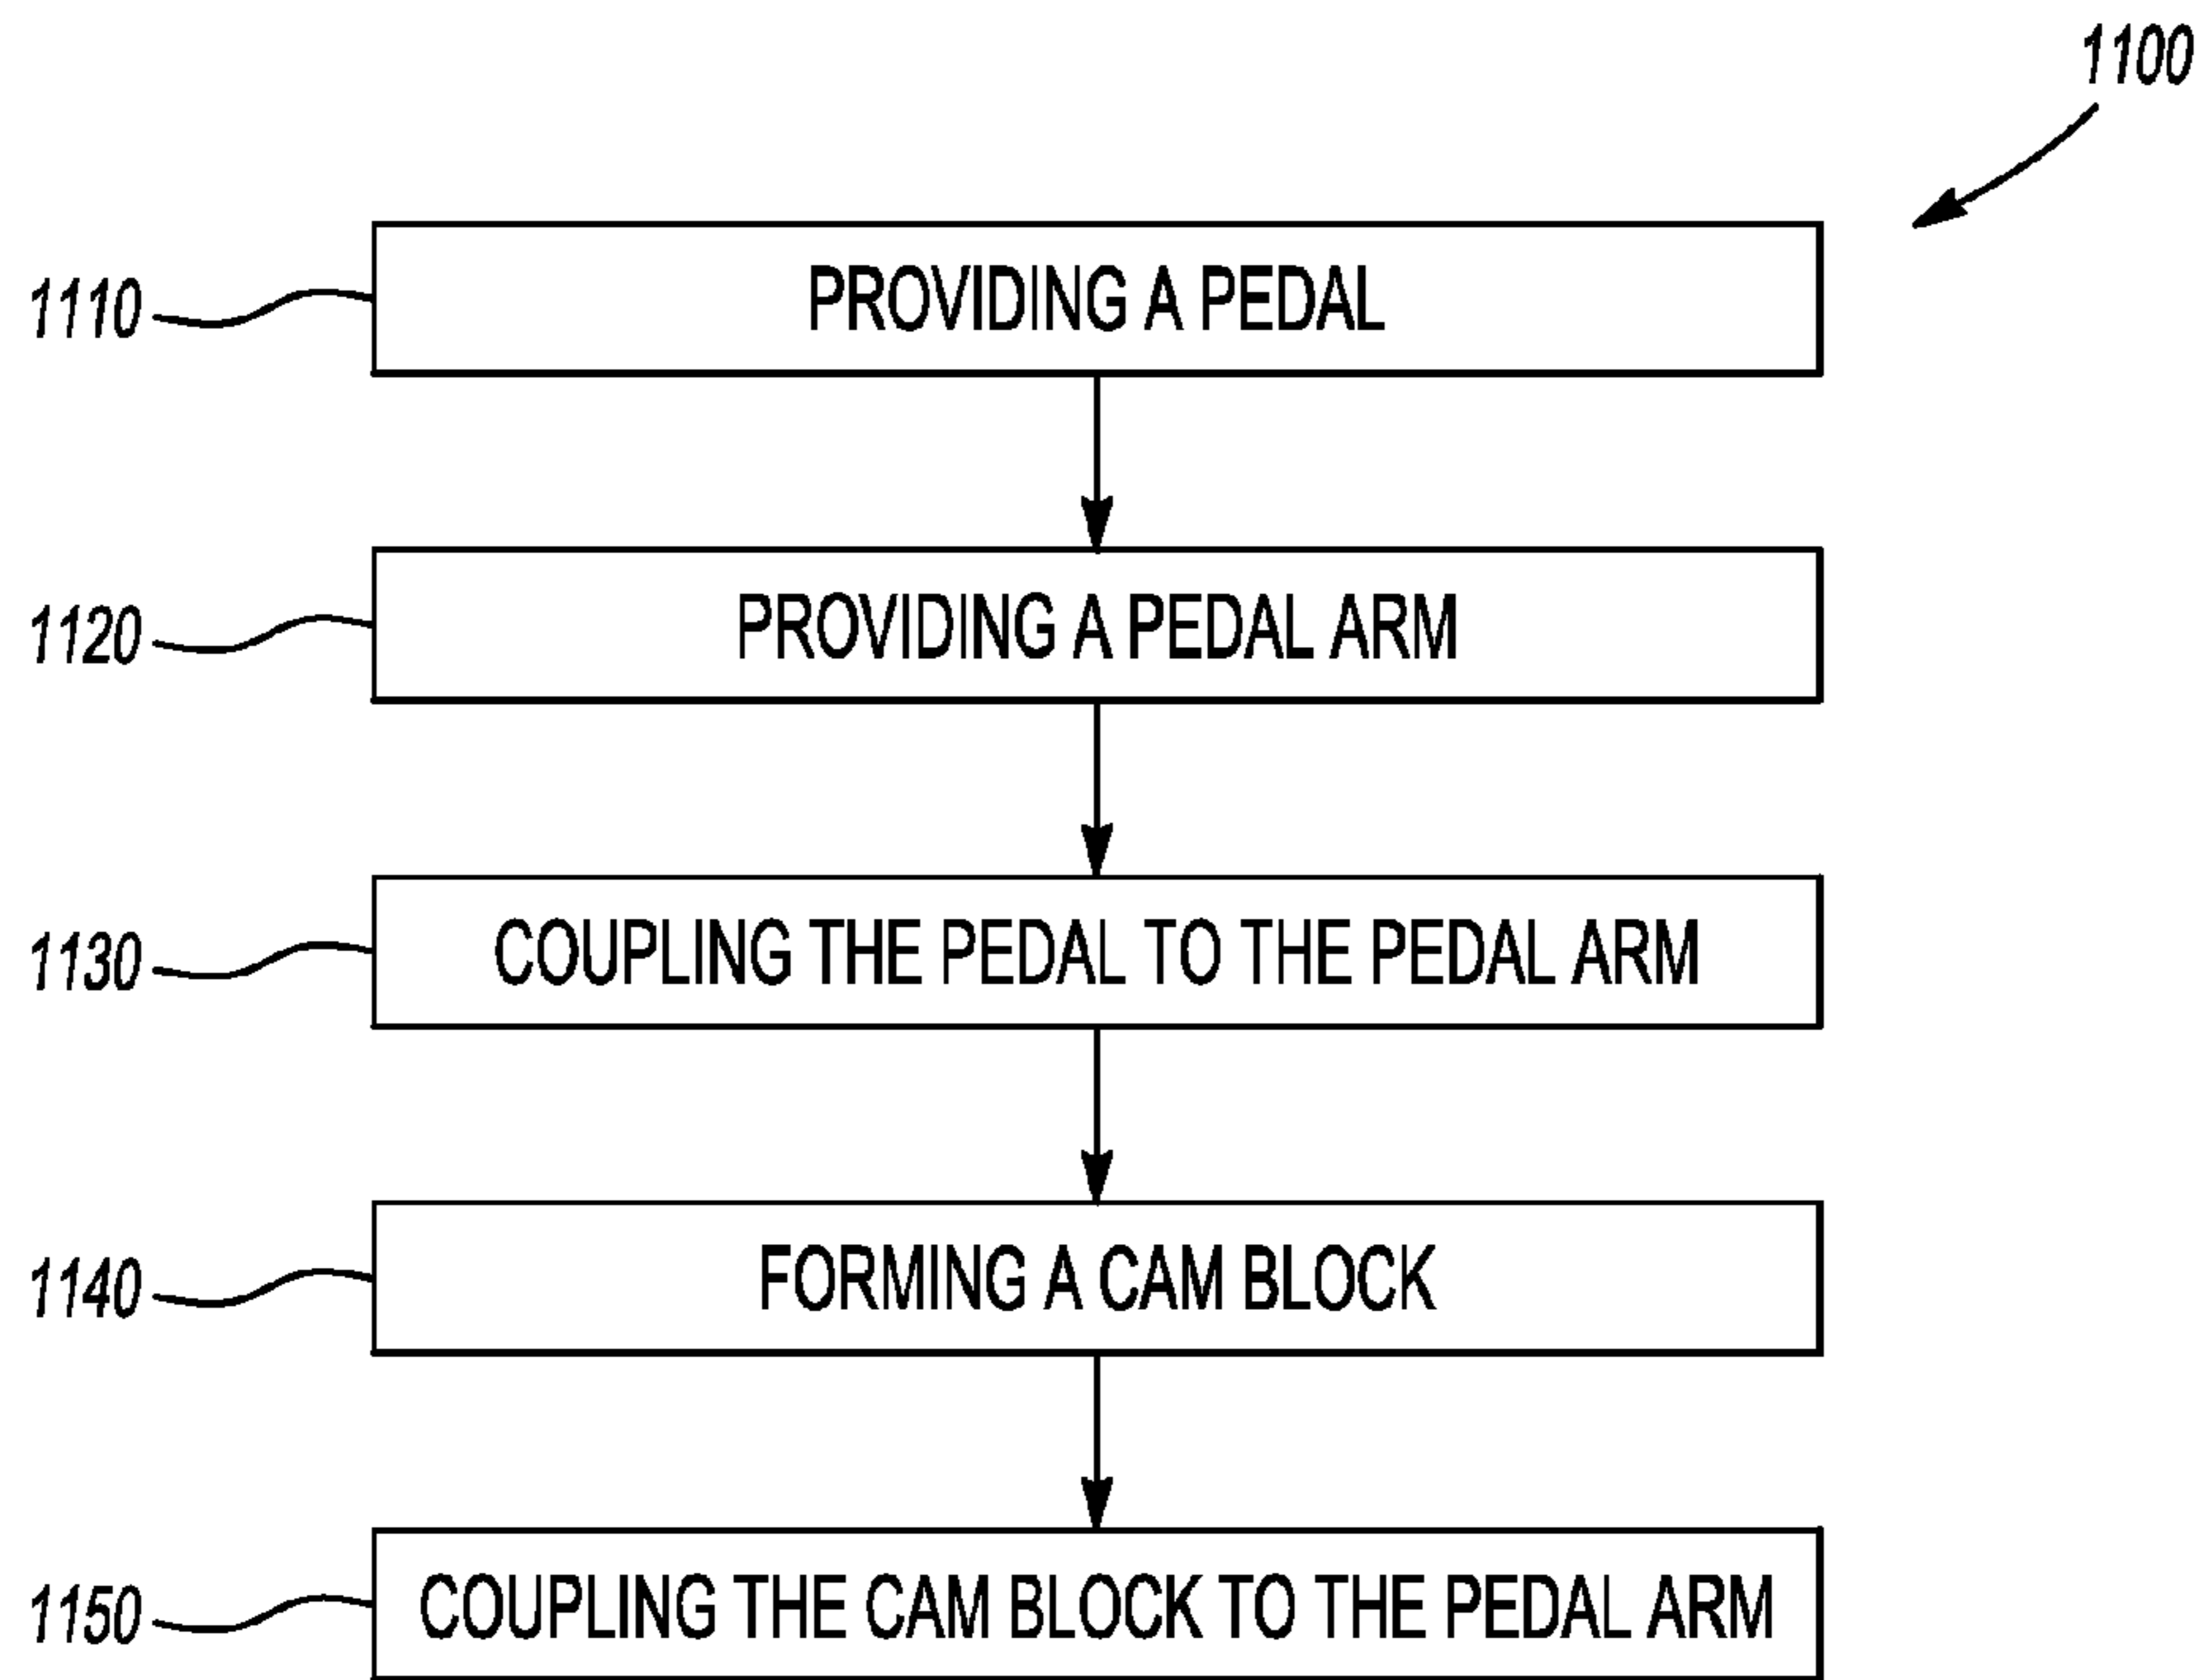 1100
1110 PROVIDING A PEDAL
1120 PROVIDING A PEDAL ARM
1130 COUPLING THE PEDAL TO THE PEDAL ARM
1140 FORMING A CAM BLOCK
1150 COUPLING THE CAM BLOCK TO THE PEDAL ARM